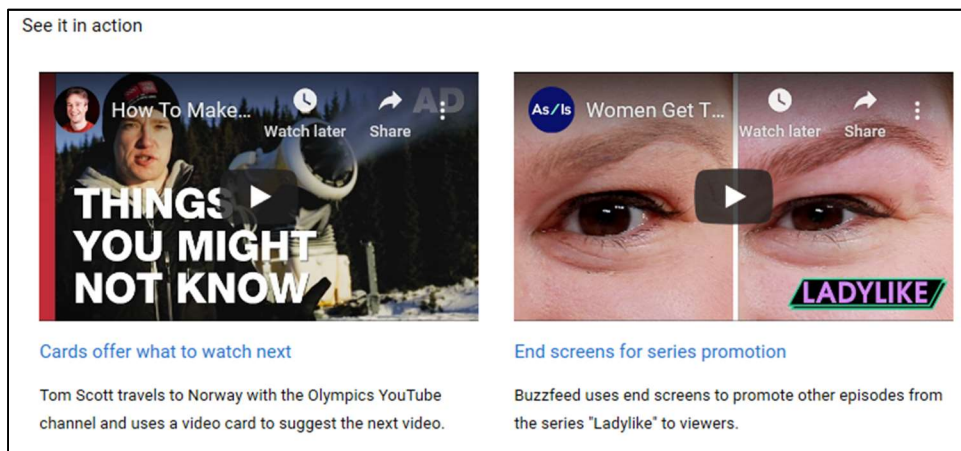 See it in action
How To Make...
Watch later
Share
AD
THINGS
YOU MIGHT
NOT KNOW
As/Is
Women Get T...
Watch later
Share
LADYLIKE
Cards offer what to watch next
Tom Scott travels to Norway with the Olympics YouTube
channel and uses a video card to suggest the next video.
End screens for series promotion
Buzzfeed uses end screens to promote other episodes from
the series "Ladylike" to viewers.